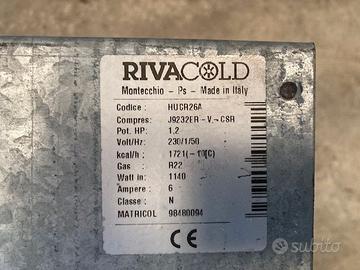 RIVACOLD
Montecchio - Ps - Made in Italy
Codice : HUCR26A
Compres: J9232ER -V.- CSR
Pot. HP: 1,2
Volt/Hz: 230/1/50
kcal/h : 1721(-10(C)
Gas : R22
Watt in: 1140
Ampere : 6
Classe : N
MATRICOL 98480094
CE
subito